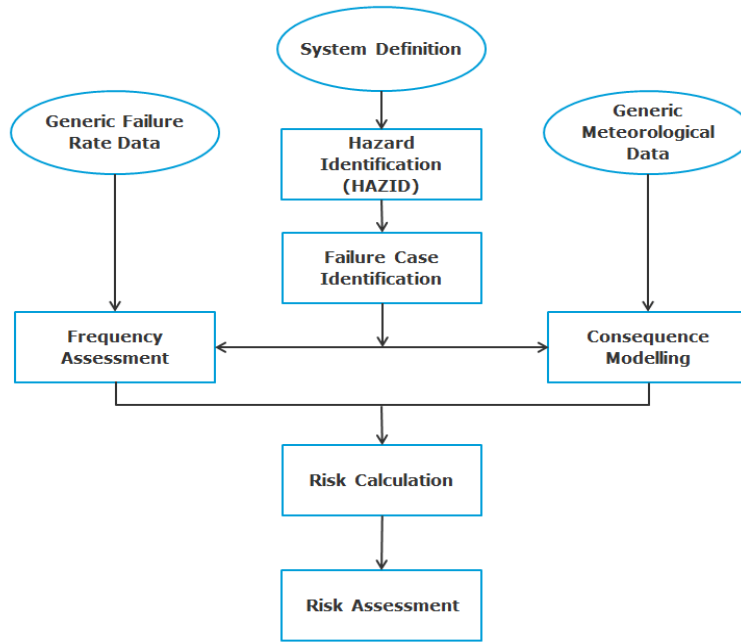 System Definition
Generic Failure
Rate Data
Generic
Meteorological
Data
Hazard
Identification
(HAZID)
Failure Case
Identification
Frequency
Assessment
Consequence
Modelling
Risk Calculation
Risk Assessment